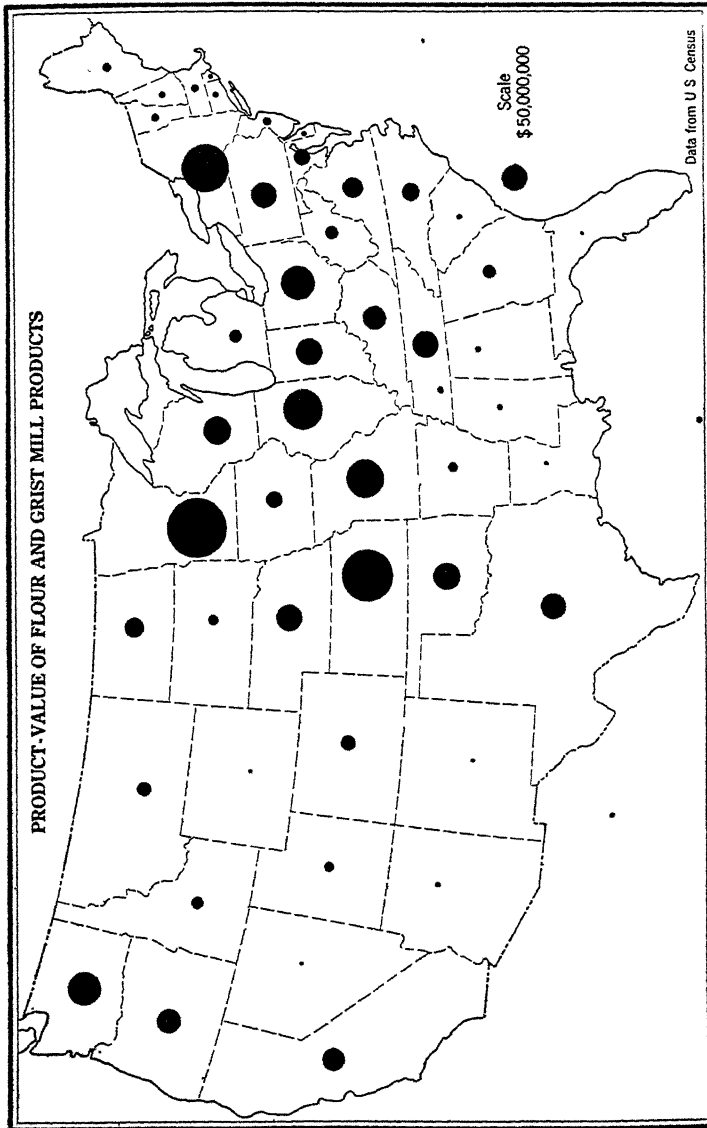 PRODUCT-VALUE OF FLOUR AND GRIST MILL PRODUCTS
Scale
$50,000,000
Data from U S Census